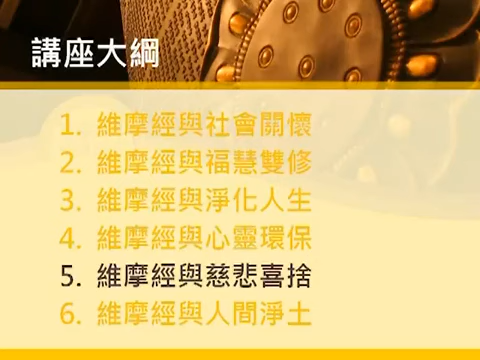 講座大綱
1. 維摩經與社會關懷
2. 維摩經與福慧雙修
3. 維摩經與淨化人生
4. 維摩經與心靈環保
5. 維摩經與慈悲喜捨
6. 維摩經與人間淨土